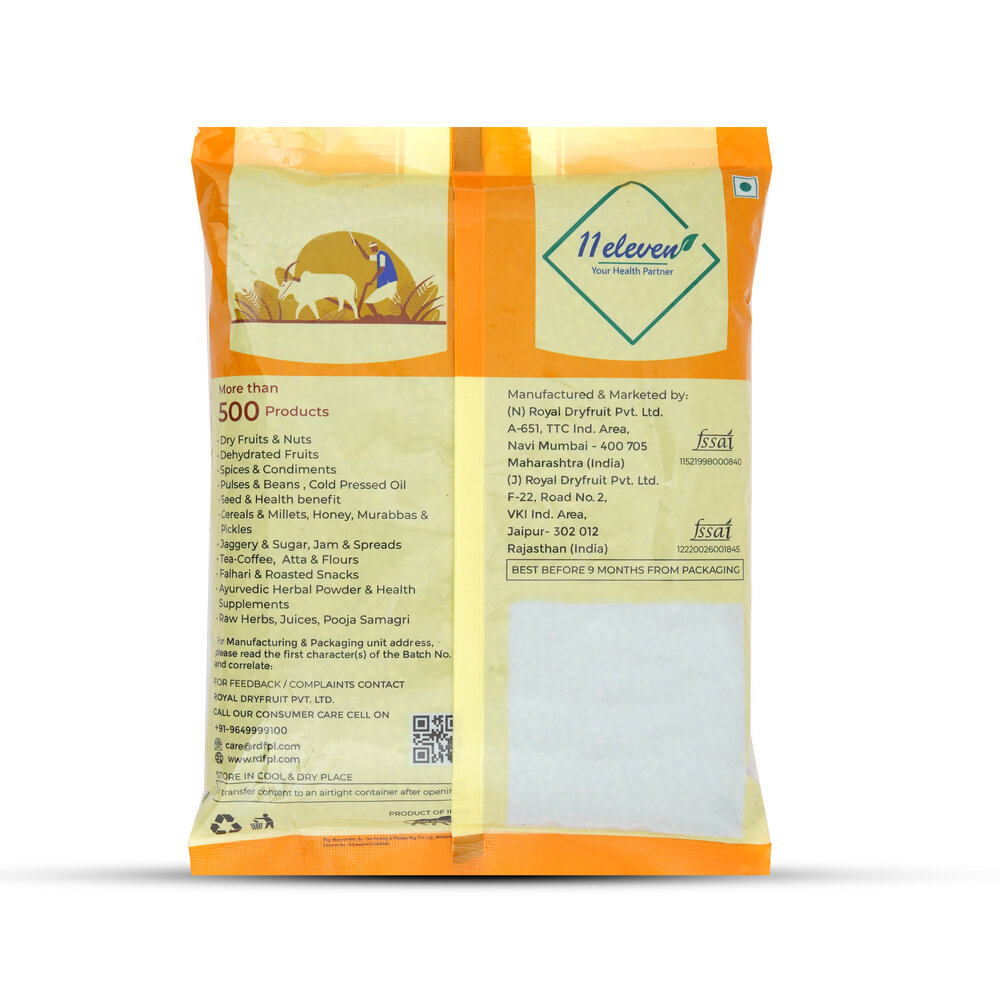 11 eleven
Your Health Partner
More than
500 Products
• Dry Fruits & Nuts
• Dehydrated Fruits
• Spices & Condiments
• Pulses & Beans , Cold Pressed Oil
• Seed & Health benefit
• Cereals & Millets, Honey, Murabbas &
Pickles
• Jaggery & Sugar, Jam & Spreads
• Tea-Coffee, Atta & Flours
• Falhari & Roasted Snacks
• Ayurvedic Herbal Powder & Health
Supplements
• Raw Herbs, Juices, Pooja Samagri
For Manufacturing & Packaging unit address,
please read the first character(s) of the Batch No.
and correlate:
FOR FEEDBACK / COMPLAINTS CONTACT
ROYAL DRYFRUIT PVT. LTD.
CALL OUR CONSUMER CARE CELL ON
+91-9649999100
care@rdfpl.com
www.rdfpl.com
STORE IN COOL & DRY PLACE
transfer content to an airtight container after openin
PRODUCT OF I
Manufactured & Marketed by:
(N) Royal Dryfruit Pvt. Ltd.
A-651, TTC Ind. Area,
Navi Mumbai - 400 705
Maharashtra (India)
fssai
11521998000840
(J) Royal Dryfruit Pvt. Ltd.
F-22, Road No. 2,
VKI Ind. Area,
Jaipur- 302 012
Rajasthan (India)
fssai
12220026001845
BEST BEFORE 9 MONTHS FROM PACKAGING